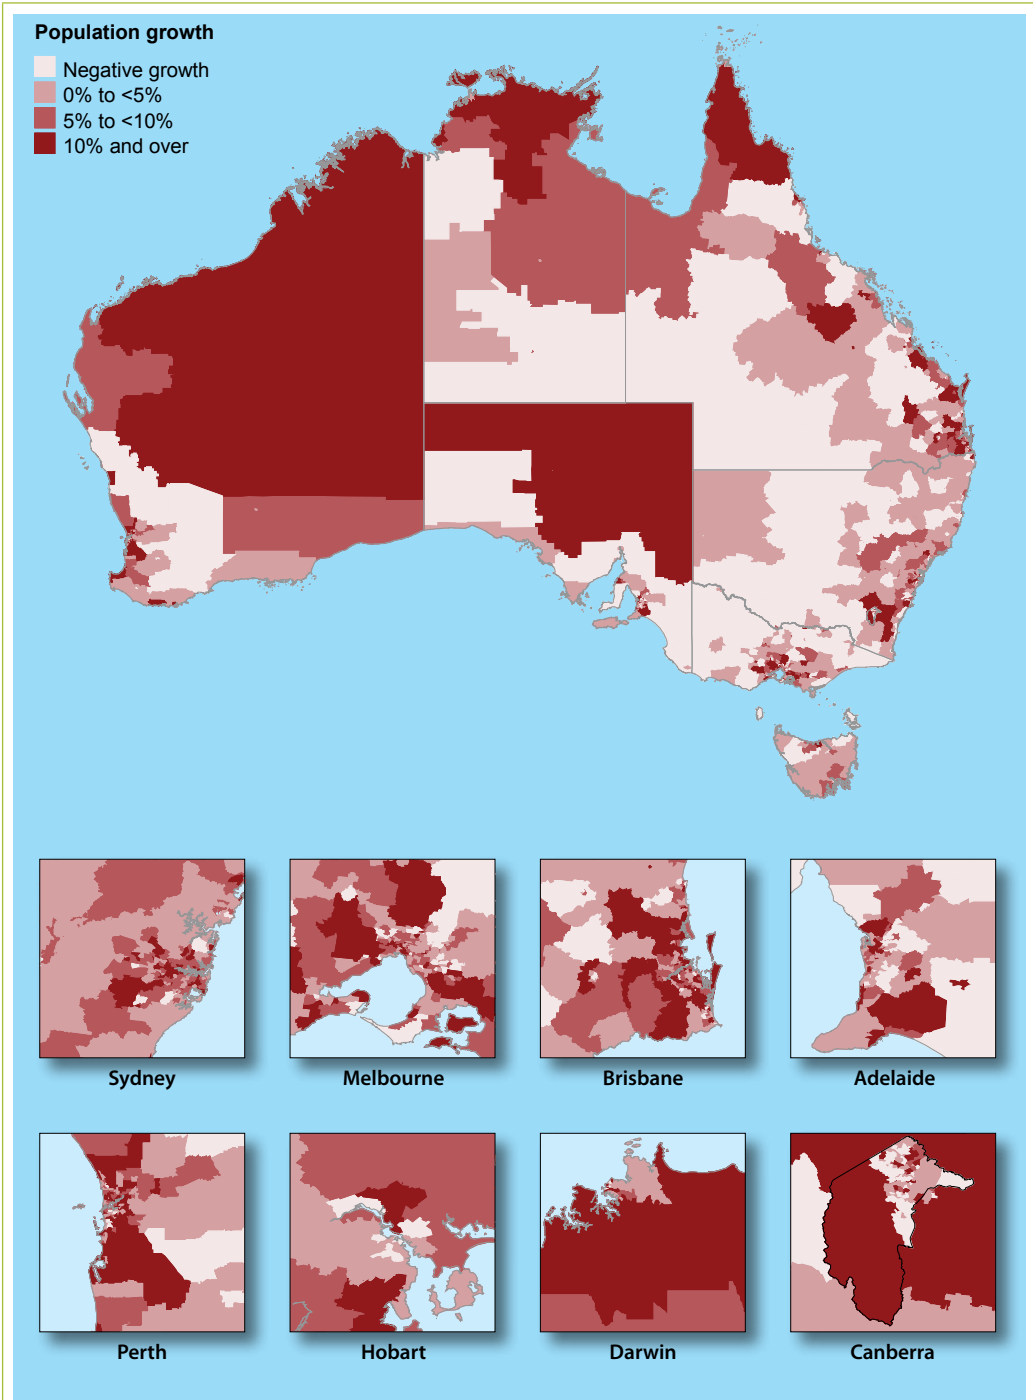 Population growth
Negative growth
0% to <5%
5% to <10%
10% and over
Sydney
Melbourne
Brisbane
Adelaide
Perth
Hobart
Darwin
Canberra